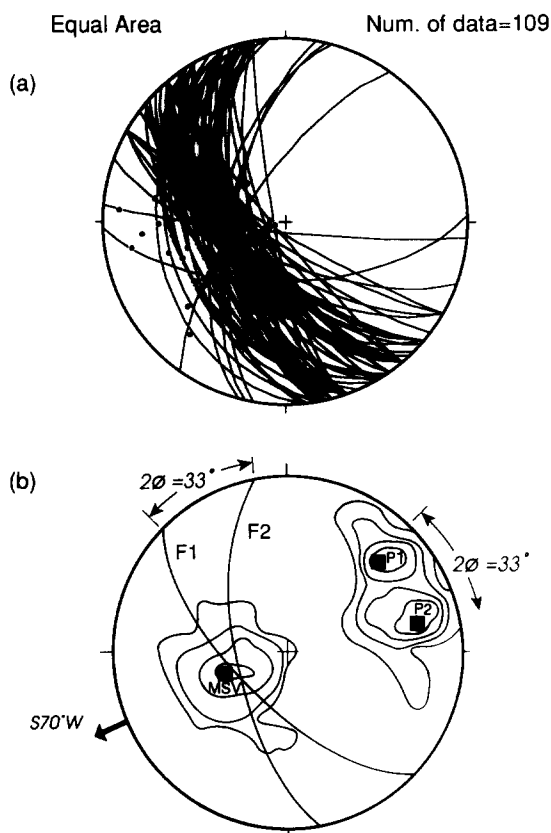 Equal Area Num. of data=109
(a)
(b)
2ø =33°
F1
F2
P1
2ø =33°
P2
MSV
S70°W